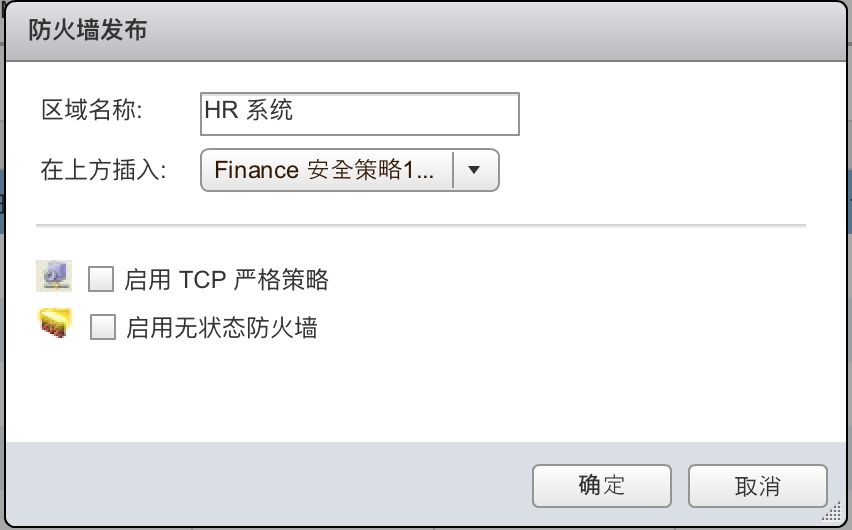 防火墙发布
区域名称: HR 系统
在上方插入: Finance 安全策略1...
启用 TCP 严格策略
启用无状态防火墙
确定 取消